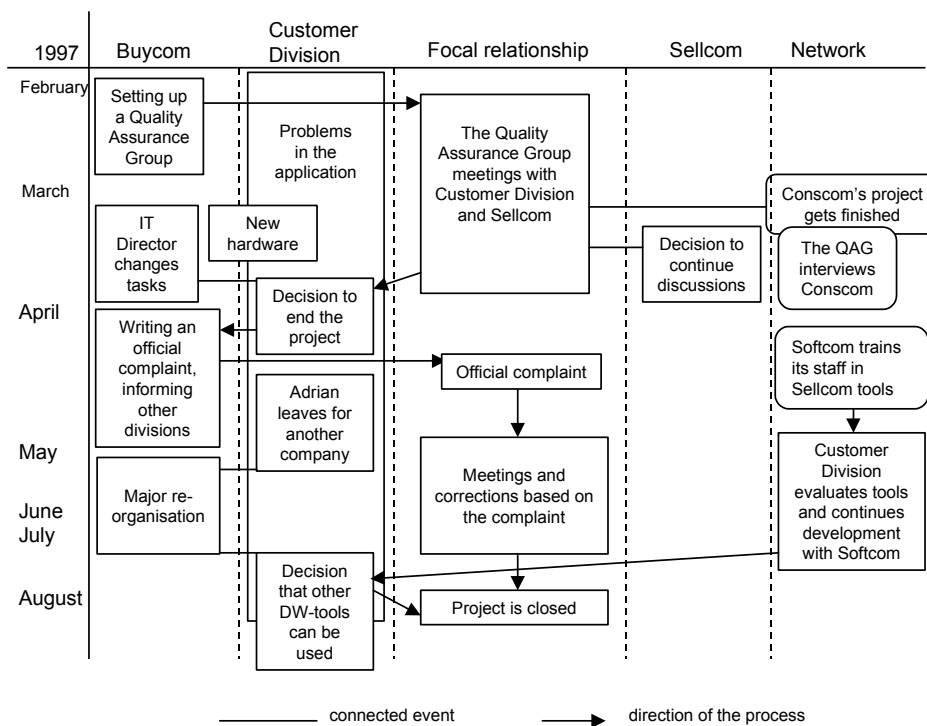 1997
Buycom
Customer
Division
Focal relationship
Sellcom
Network
February
Setting up
a Quality
Assurance
Group
Problems
in the
application
The Quality
Assurance Group
meetings with
Customer Division
and Sellcom
March
Conscom's project
gets finished
IT
Director
changes
tasks
New
hardware
Decision to
continue
discussions
The QAG
interviews
Conscom
April
Decision to
end the
project
Writing an
official
complaint,
informing
other
divisions
Official complaint
Softcom trains
its staff in
Sellcom tools
Adrian
leaves for
another
company
May
Major re-
organisation
Meetings and
corrections based on
the complaint
Customer
Division
evaluates tools
and continues
development
with Softcom
June
July
August
Decision
that other
DW-tools
can be
used
Project is closed
connected event
direction of the process